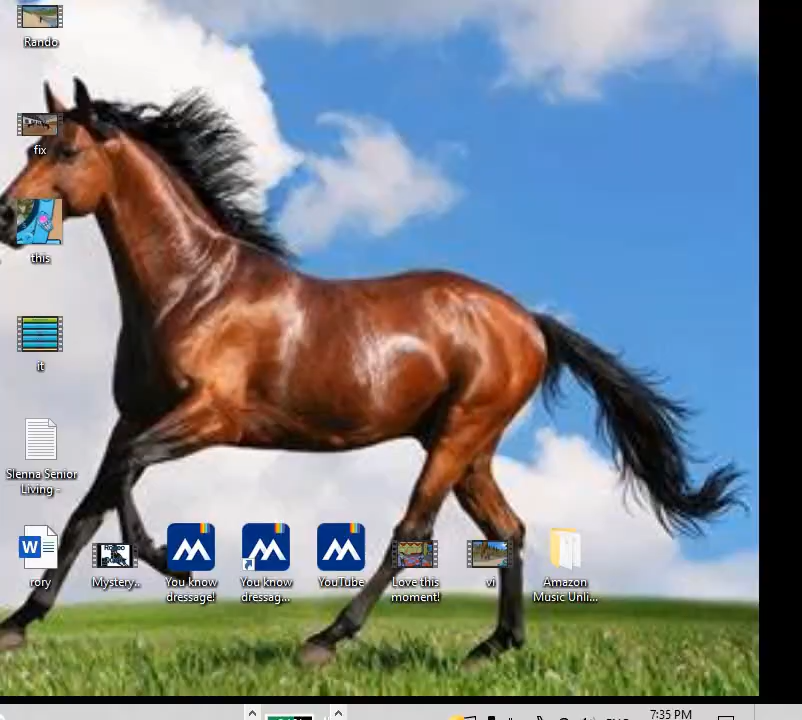 Rando
fix
this
it
Sienna Senior
Living -
rory
Mystery...
You know
dressage!
You know
dressag...
YouTube
Love this
moment!
vi
Amazon
Music Unli...
7:35 PM